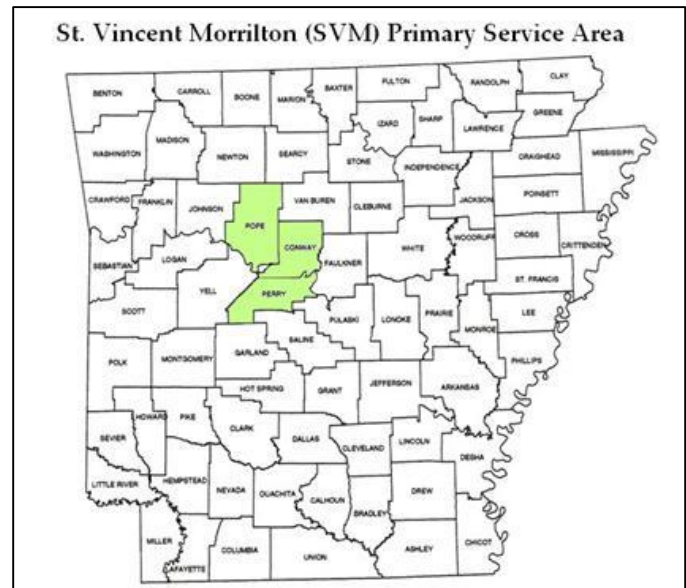 St. Vincent Morrilton (SVM) Primary Service Area
BENTON CARROLL BOONE MARION BAXTER FULTON RANDOLPH CLAY
IZARD SHARP LAWRENCE GREENE
WASHINGTON MADISON NEWTON SEARCY STONE INDEPENDENCE CRAIGHEAD MISSISSIPPI
CRAWFORD FRANKLIN JOHNSON POPE VAN BUREN CLEBURNE JACKSON POINSETT
SEBASTIAN LOGAN CONWAY FAULKNER WHITE WOODRUFF CROSS CRITTENDEN
SCOTT YELL PERRY ST. FRANCIS
PULASKI LONOKE PRAIRIE MONROE LEE
POLK MONTGOMERY GARLAND SALINE PHILLIPS
HOT SPRING GRANT JEFFERSON ARKANSAS
HOWARD PIKE CLARK DALLAS CLEVELAND LINCOLN DESHA
SEVIER
LITTLE RIVER HEMPSTEAD NEVADA OUACHITA CALHOUN BRADLEY DREW
MILLER LAFAYETTE COLUMBIA UNION ASHLEY CHICOT